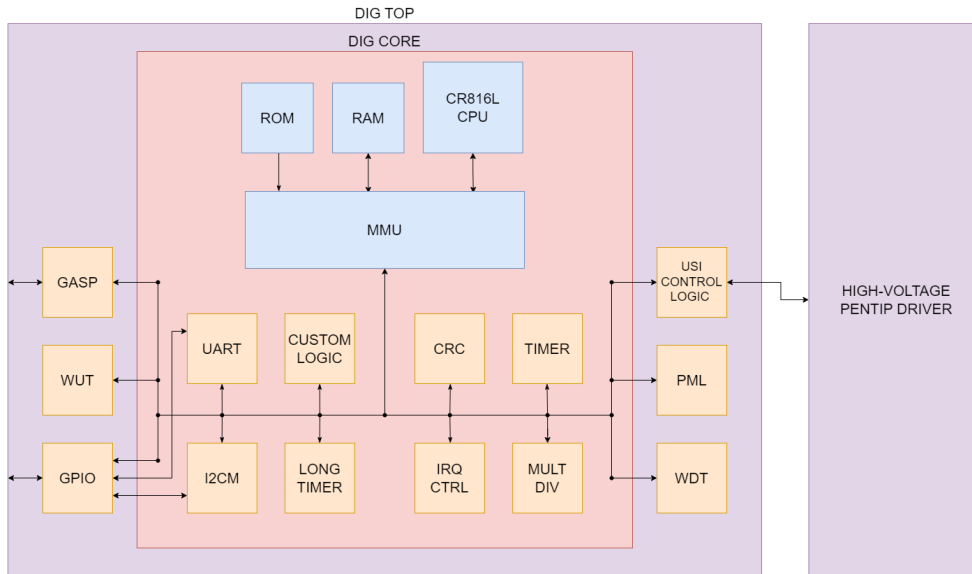 DIG TOP
DIG CORE
ROM
RAM
CR816L
CPU
MMU
GASP
USI
CONTROL
LOGIC
HIGH-VOLTAGE
PENTIP DRIVER
UART
CUSTOM
LOGIC
CRC
TIMER
WUT
PML
GPIO
I2CM
LONG
TIMER
IRQ
CTRL
MULT
DIV
WDT